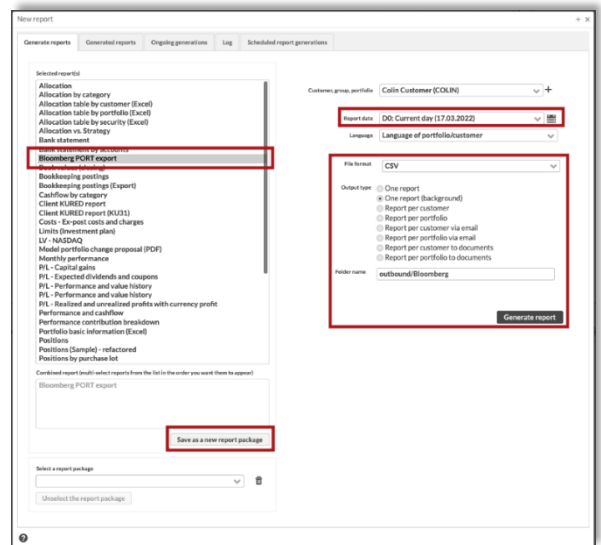 New report
Generate reports
Generated reports
Ongoing generations
Log
Scheduled report generations
Selected report(s)
Allocation
Allocation by category
Allocation table by customer (Excel)
Allocation table by portfolio (Excel)
Allocation table by security (Excel)
Allocation vs. Strategy
Bank statement
Bank statement by accounts
Bloomberg PORT export
Book values (closing)
Bookkeeping postings
Bookkeeping postings (Export)
Cashflow by category
Client KURED report
Client KURED report (KU31)
Costs - Ex-post costs and charges
Limits (Investment plan)
LV - NASDAQ
Model portfolio change proposal (PDF)
Monthly performance
P/L - Capital gains
P/L - Expected dividends and coupons
P/L - Performance and value history
P/L - Performance and value history
P/L - Realized and unrealized profits with currency profit
Performance and cashflow
Performance contribution breakdown
Portfolio basic information (Excel)
Positions
Positions (Sample) - refactored
Positions by purchase lot
Combined report (multi-select reports from the list in the order you want them to appear)
Bloomberg PORT export
Save as a new report package
Select a report package
Unselect the report package
Customer, group, portfolio
Colin Customer (COLIN)
Report date
D0: Current day (17.03.2022)
Language
Language of portfolio/customer
File format
CSV
Output type
One report
One report (background)
Report per customer
Report per portfolio
Report per customer via email
Report per portfolio via email
Report per customer to documents
Report per portfolio to documents
Folder name
outbound/Bloomberg
Generate report